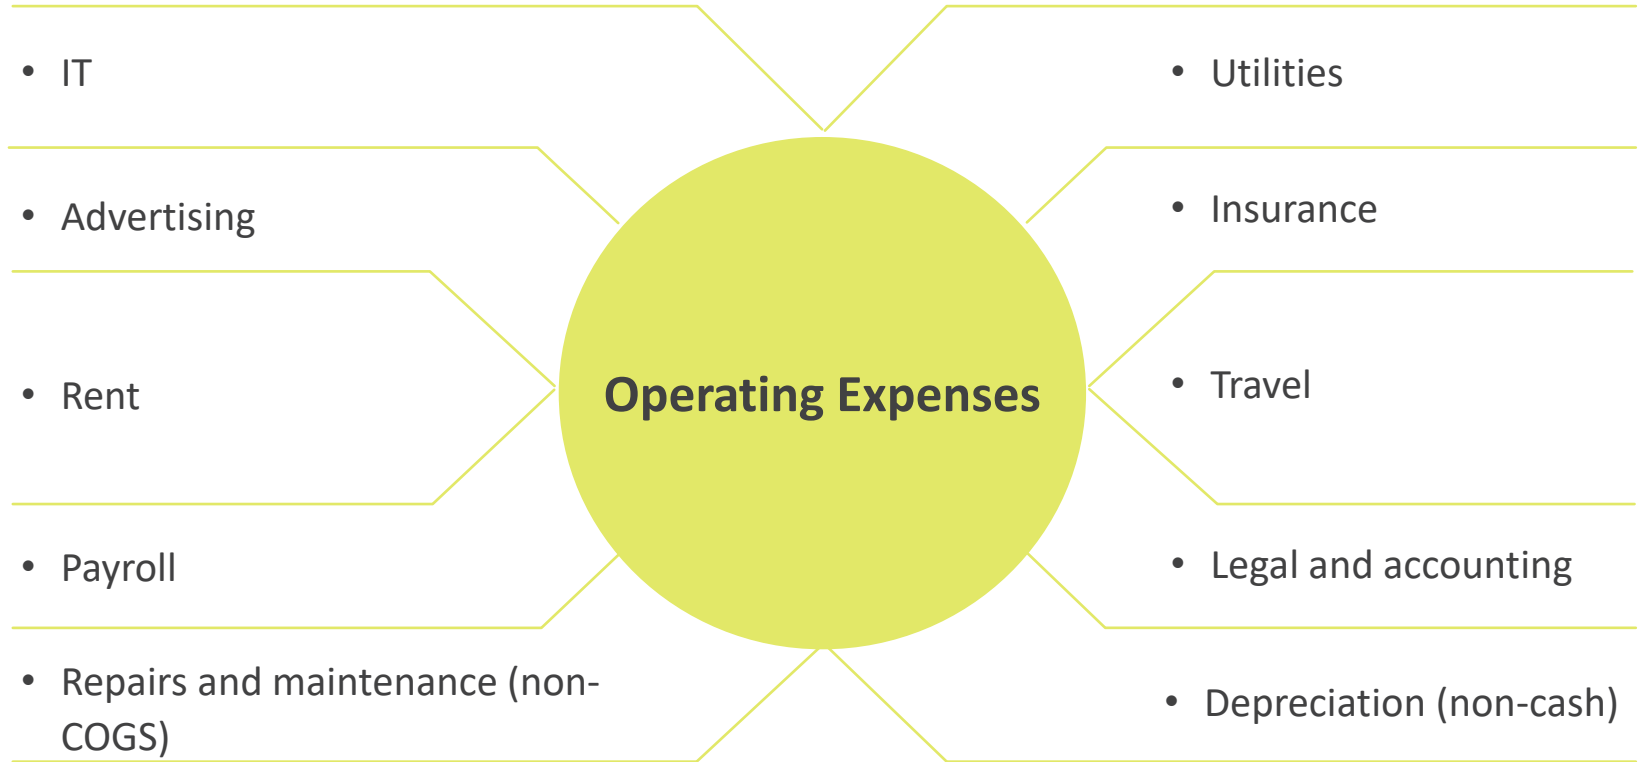 • IT
• Advertising
• Rent
• Payroll
• Repairs and maintenance (non-
COGS)
Operating Expenses
• Utilities
• Insurance
• Travel
• Legal and accounting
• Depreciation (non-cash)